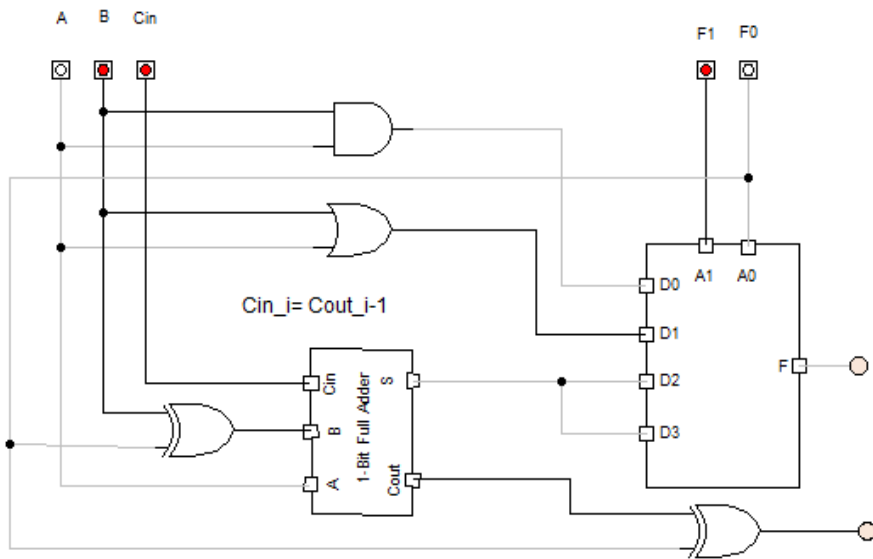 A B Cin
F1 F0
A1 A0
D0
D1
Cin_i= Cout_i-1
D2
D3
F
Cin
B
A
1-Bit Full Adder
S
Cout